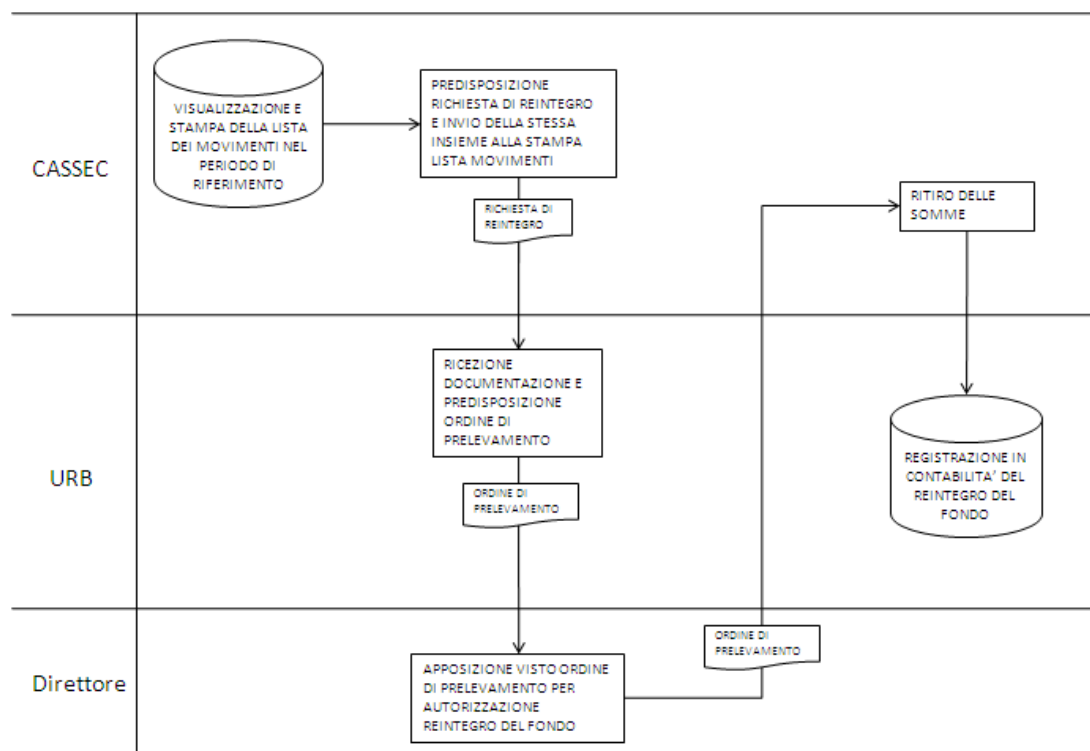 CASSEC
VISUALIZZAZIONE E
STAMPA DELLA LISTA
DEI MOVIMENTI NEL
PERIODO DI
RIFERIMENTO
PREDISPOSIZIONE
RICHIESTA DI REINTEGRO
E INVIO DELLA STESSA
INSIEME ALLA STAMPA
LISTA MOVIMENTI
RICHIESTA DI
REINTEGRO
RITIRO DELLE
SOMME
URB
RICEZIONE
DOCUMENTAZIONE E
PREDISPOSIZIONE
ORDINE DI
PRELEVAMENTO
ORDINE DI
PRELEVAMENTO
REGISTRAZIONE IN
CONTABILITA’ DEL
REINTEGRO DEL
FONDO
Direttore
APPOSIZIONE VISTO ORDINE
DI PRELEVAMENTO PER
AUTORIZZAZIONE
REINTEGRO DEL FONDO
ORDINE DI
PRELEVAMENTO